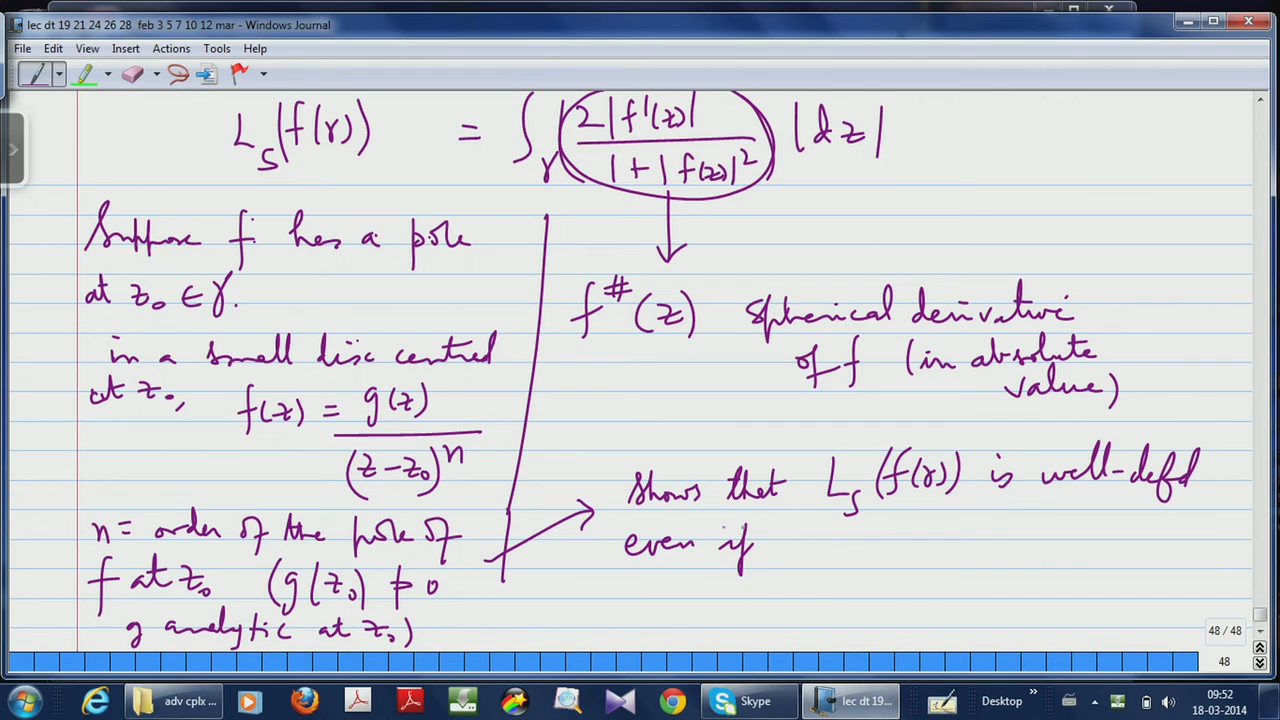 lec dt 19 21 24 26 28 feb 3 5 7 10 12 mar - Windows Journal
File Edit View Insert Actions Tools Help
L_S(f(γ)) = ∫_γ 2|f'(z)| / (1+|f(z)|²) |dz|
Suppose f has a pole
at z₀ ∈ γ.
in a small disc centred
at z₀, f(z) = g(z) / (z-z₀)ⁿ
n = order of the pole of
f at z₀ (g(z₀) ≠ 0
g analytic at z₀)
f^#(z) spherical derivative
of f (in absolute
value)
shows that L_S(f(γ)) is well-defd
even if
48 / 48
48
adv cplx ...
Skype
lec dt 19...
Desktop
09:52
18-03-2014